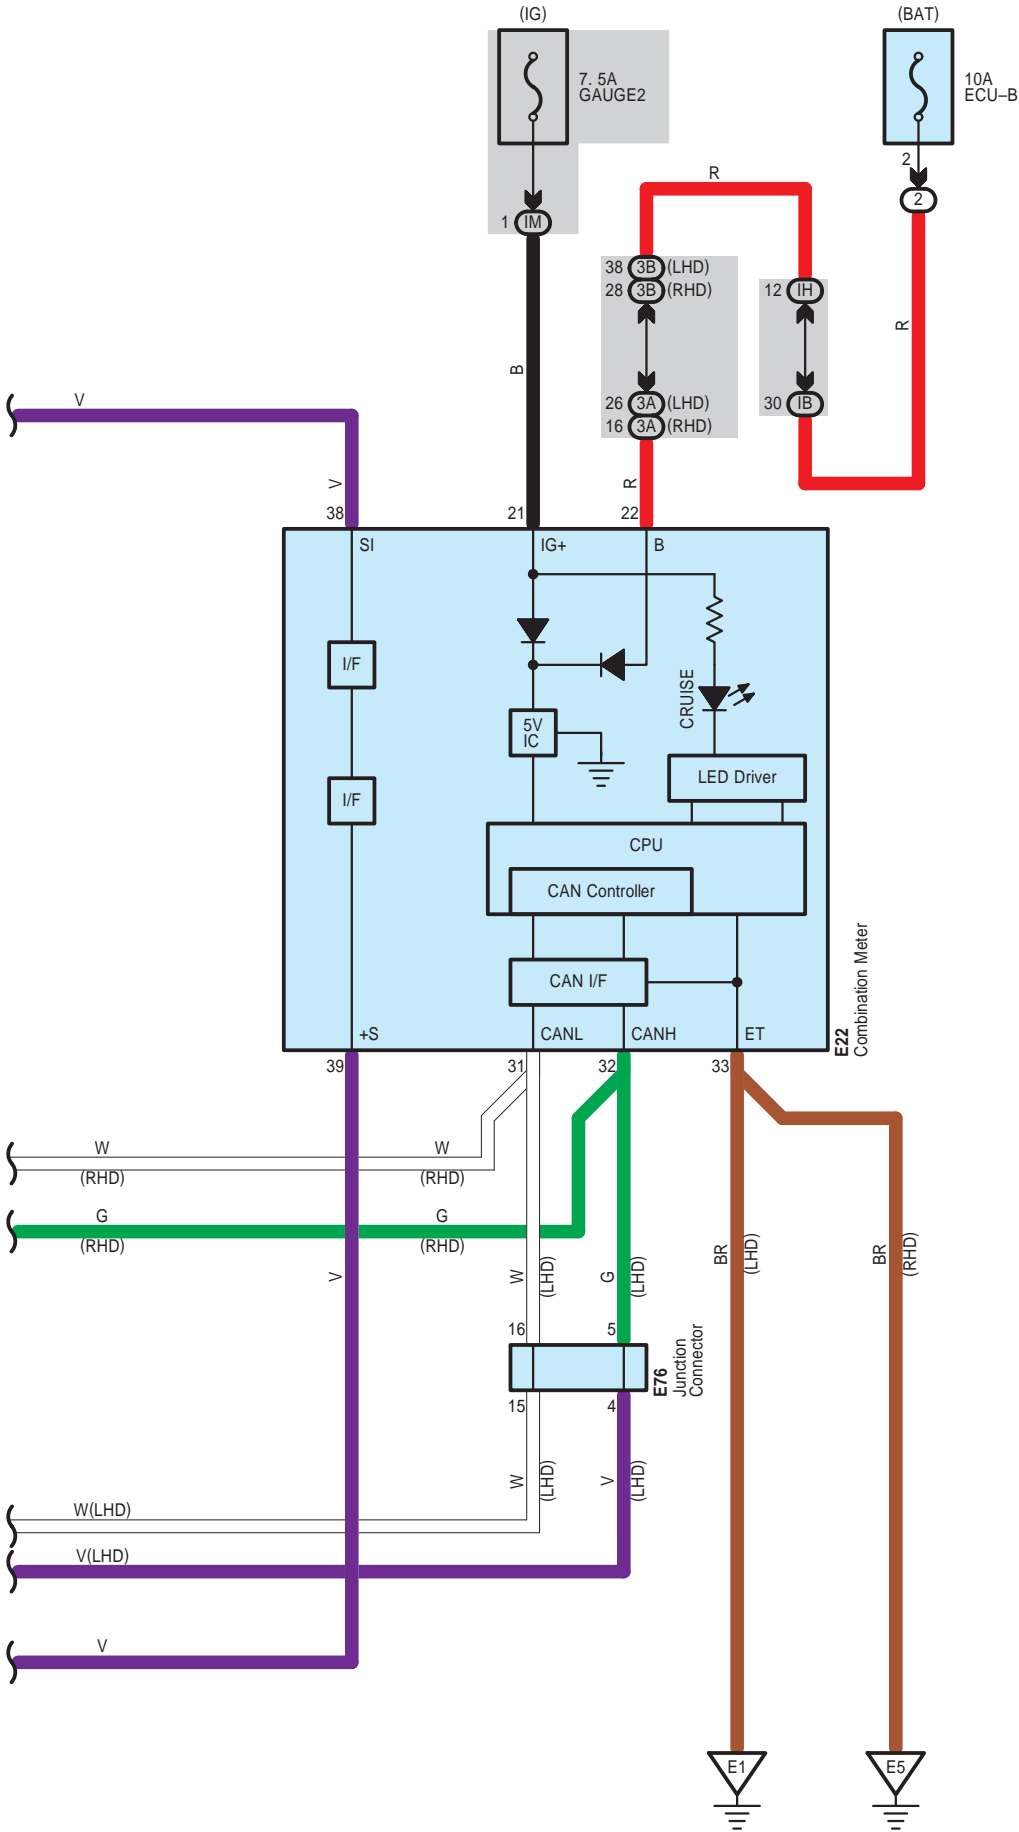 (IG)
(BAT)
7. 5A
GAUGE2
10A
ECU–B
2
2
1 IM
R
38 3B (LHD)
28 3B (RHD)
12 IH
R
B
V
26 3A (LHD)
16 3A (RHD)
30 IB
V
R
38
21
22
SI
IG+
B
I/F
CRUISE
5V
IC
LED Driver
I/F
CPU
CAN Controller
CAN I/F
E22
Combination Meter
+S
CANL
CANH
ET
39
31
32
33
W
W
(RHD)
(RHD)
G
G
(RHD)
(RHD)
V
W
(LHD)
G
(LHD)
BR
(LHD)
BR
(RHD)
16
5
E76
Junction
Connector
15
4
W
(LHD)
V
(LHD)
W(LHD)
V(LHD)
V
E1
E5